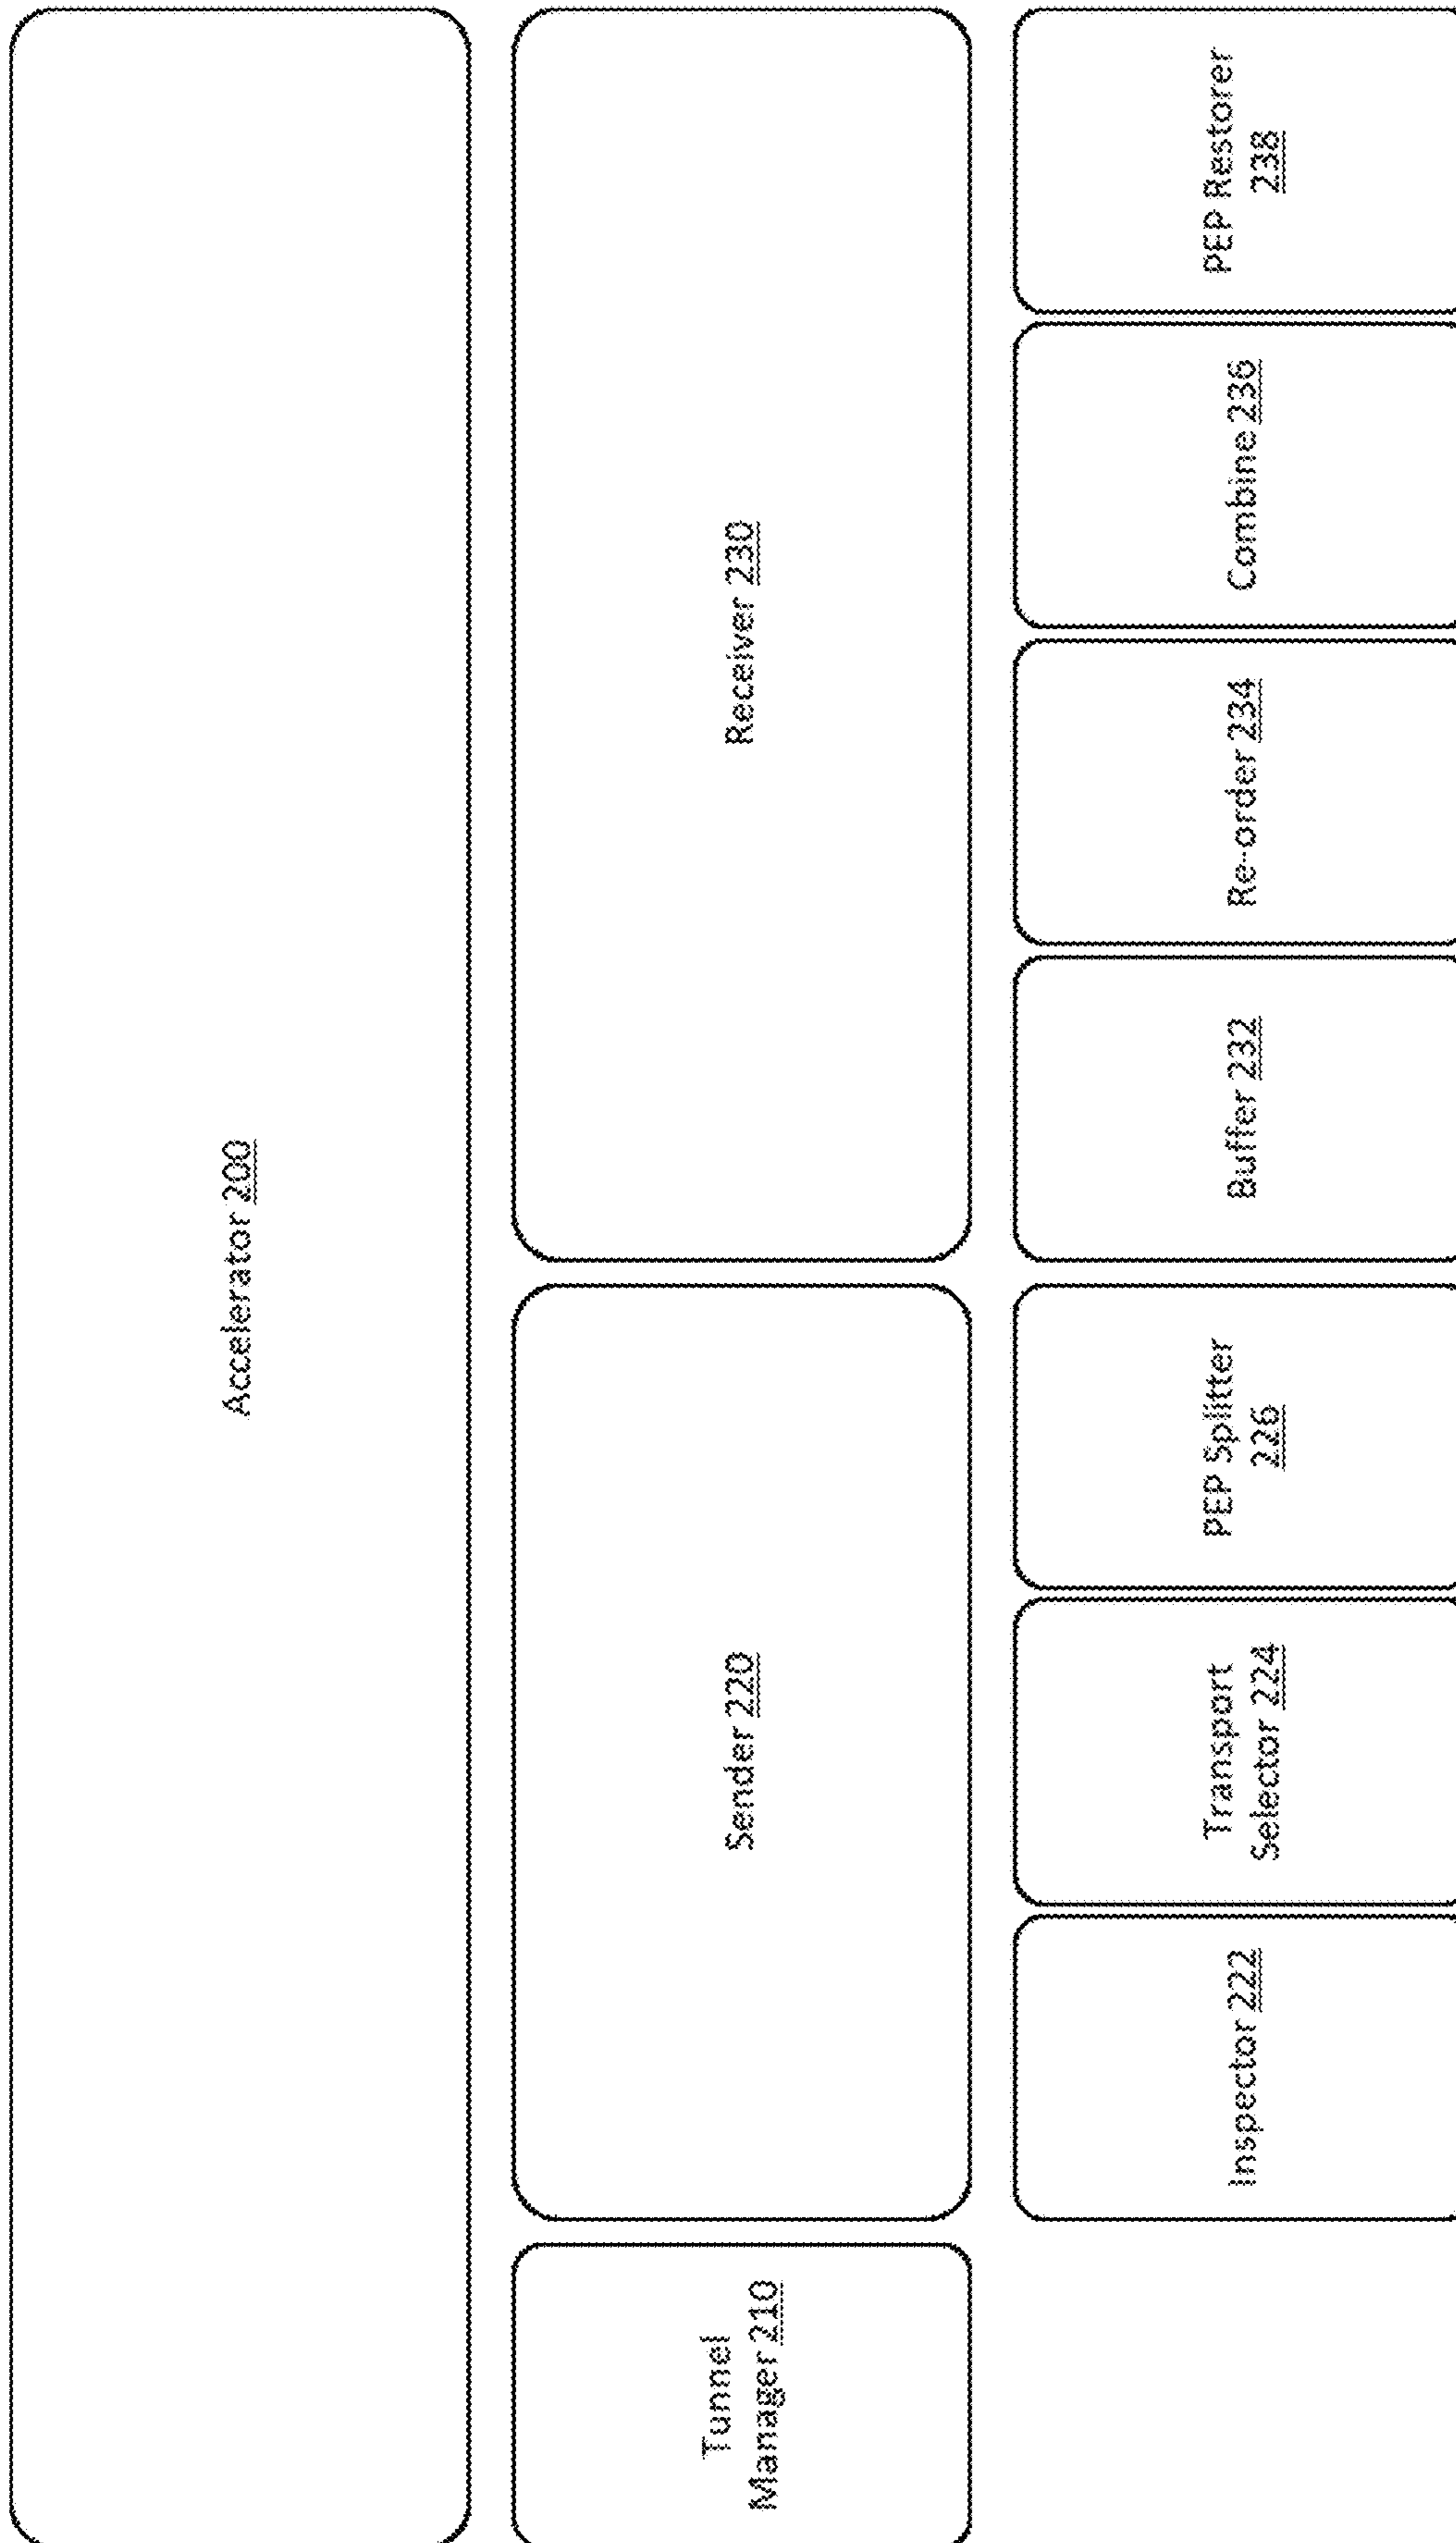 Accelerator 200
Tunnel
Manager 210
Sender 220
Receiver 230
Inspector 222
Transport
Selector 224
PEP Splitter
226
Buffer 232
Re-order 234
Combine 236
PEP Restorer
238